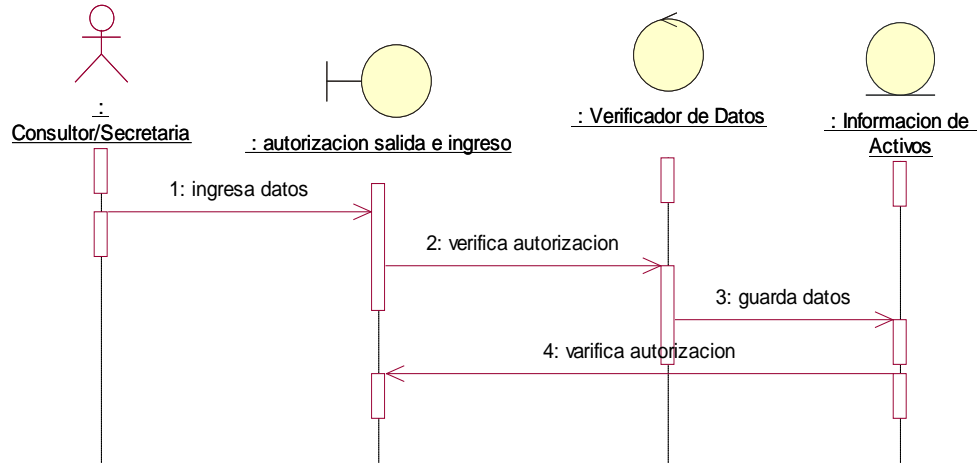 :
Consultor/Secretaria
: autorizacion salida e ingreso
: Verificador de Datos
: Informacion de
Activos
1: ingresa datos
2: verifica autorizacion
3: guarda datos
4: varifica autorizacion